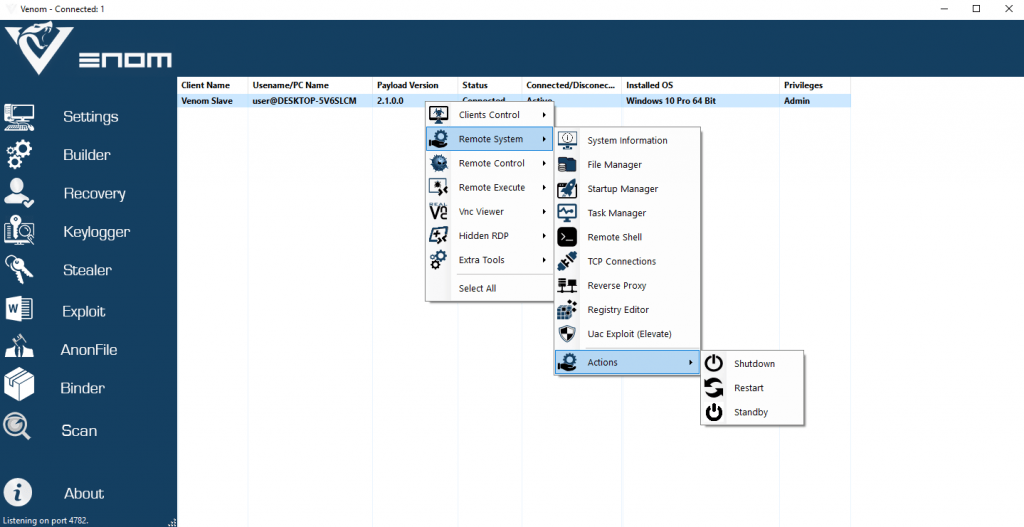 Venom - Connected: 1
VENOM
Client Name Usename/PC Name Payload Version Status Connected/Disconec... Installed OS Privileges
Venom Slave user@DESKTOP-5V6SLCM 2.1.0.0 Connected Active Windows 10 Pro 64 Bit Admin
Settings
Builder
Recovery
Keylogger
Stealer
Exploit
AnonFile
Binder
Scan
About
Listening on port 4782.
Clients Control
Remote System
Remote Control
Remote Execute
Vnc Viewer
Hidden RDP
Extra Tools
Select All
System Information
File Manager
Startup Manager
Task Manager
Remote Shell
TCP Connections
Reverse Proxy
Registry Editor
Uac Exploit (Elevate)
Actions
Shutdown
Restart
Standby